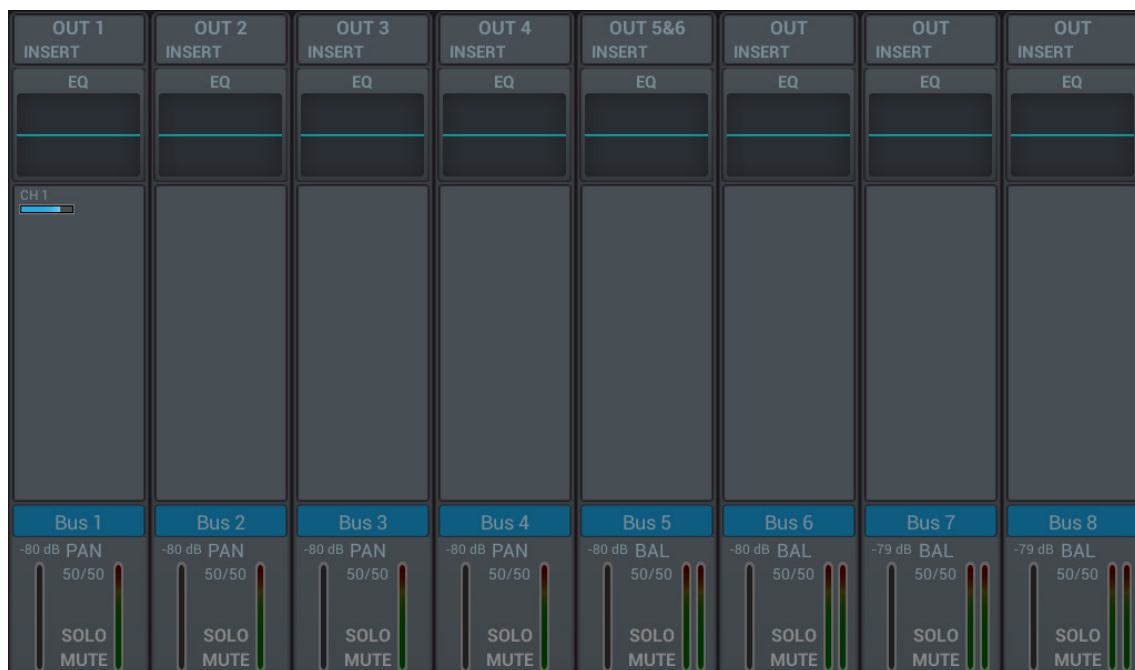 OUT 1 OUT 2 OUT 3 OUT 4 OUT 5&6 OUT OUT OUT
INSERT INSERT INSERT INSERT INSERT INSERT INSERT INSERT
EQ EQ EQ EQ EQ EQ EQ EQ
CH 1
Bus 1 Bus 2 Bus 3 Bus 4 Bus 5 Bus 6 Bus 7 Bus 8
-80 dB PAN -80 dB PAN -80 dB PAN -80 dB PAN -80 dB BAL -80 dB BAL -79 dB BAL -79 dB BAL
50/50 50/50 50/50 50/50 50/50 50/50 50/50 50/50
SOLO SOLO SOLO SOLO SOLO SOLO SOLO SOLO
MUTE MUTE MUTE MUTE MUTE MUTE MUTE MUTE